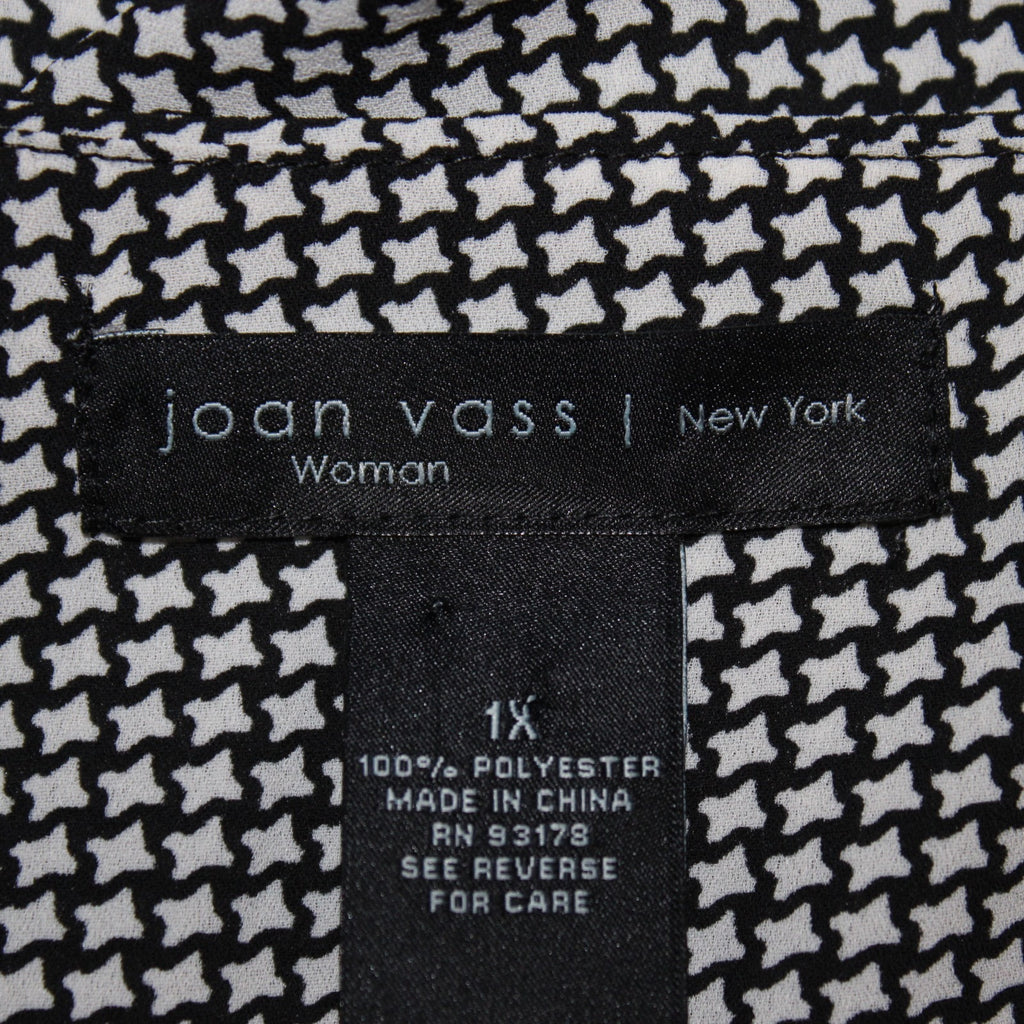 joan vass | New York
Woman
1X
100% POLYESTER
MADE IN CHINA
RN 93178
SEE REVERSE
FOR CARE